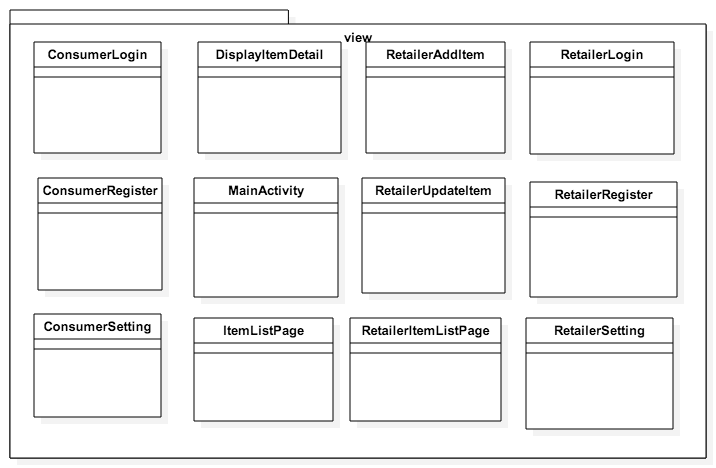 view
ConsumerLogin
DisplayItemDetail
RetailerAddItem
RetailerLogin
ConsumerRegister
MainActivity
RetailerUpdateItem
RetailerRegister
ConsumerSetting
ItemListPage
RetailerItemListPage
RetailerSetting